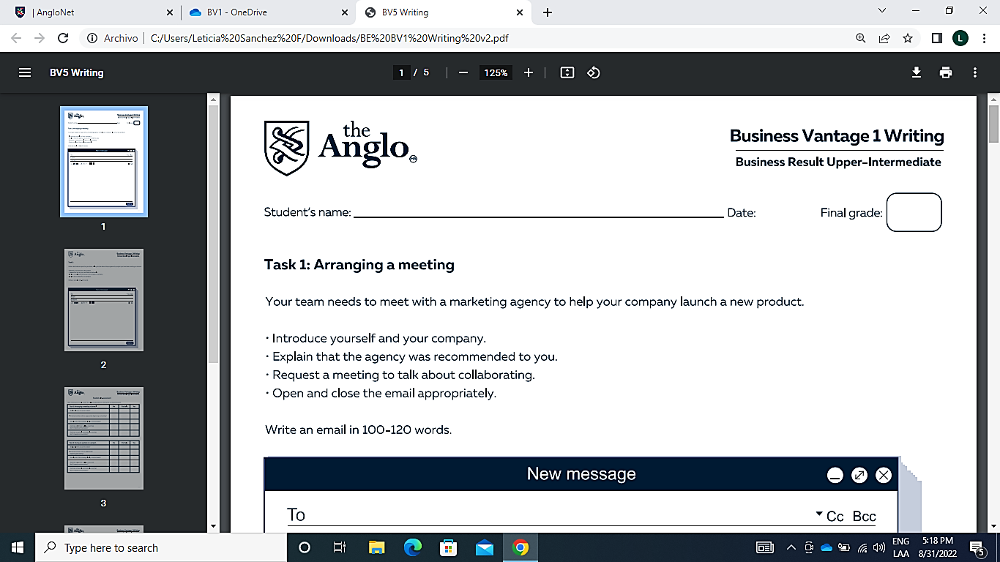 | AngloNet
BV1 - OneDrive
BV5 Writing
Archivo
C:/Users/Leticia%20Sanchez%20F/Downloads/BE%20BV1%20Writing%20v2.pdf
L
BV5 Writing
1 / 5
125%
the
Anglo
Business Vantage 1 Writing
Business Result Upper-Intermediate
Student's name:
Date:
Final grade:
Task 1: Arranging a meeting
Your team needs to meet with a marketing agency to help your company launch a new product.
· Introduce yourself and your company.
· Explain that the agency was recommended to you.
· Request a meeting to talk about collaborating.
· Open and close the email appropriately.
Write an email in 100-120 words.
New message
To
Cc Bcc
1
2
3
Type here to search
ENG
LAA
5:18 PM
8/31/2022
5